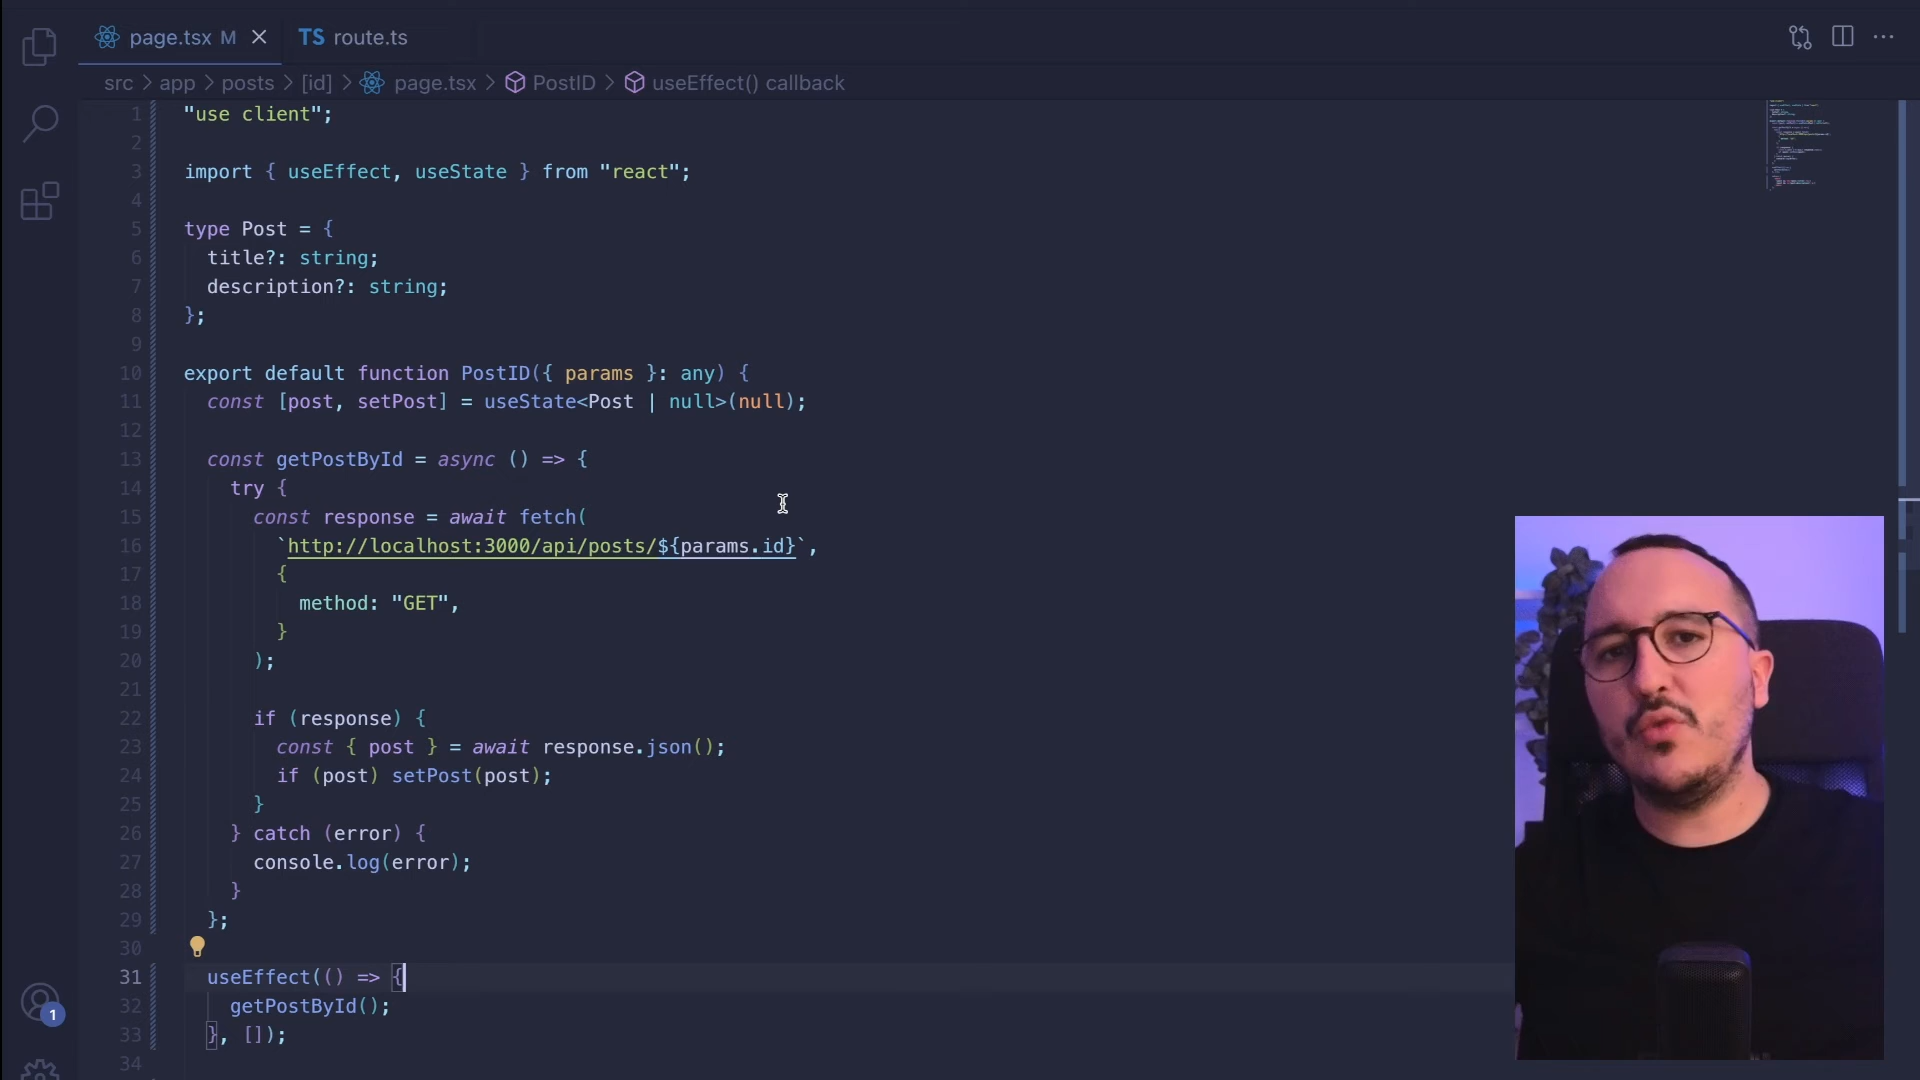 page.tsx M
TS route.ts
src > app > posts > [id] > page.tsx > PostID > useEffect() callback
1 "use client";
2
3 import { useEffect, useState } from "react";
4
5 type Post = {
6 title?: string;
7 description?: string;
8 };
9
10 export default function PostID({ params }: any) {
11 const [post, setPost] = useState<Post | null>(null);
12
13 const getPostById = async () => {
14 try {
15 const response = await fetch(
16 `http://localhost:3000/api/posts/${params.id}`,
17 {
18 method: "GET",
19 }
20 );
21
22 if (response) {
23 const { post } = await response.json();
24 if (post) setPost(post);
25 }
26 } catch (error) {
27 console.log(error);
28 }
29 };
30
31 useEffect(() => {
32 getPostById();
33 }, []);
34
1